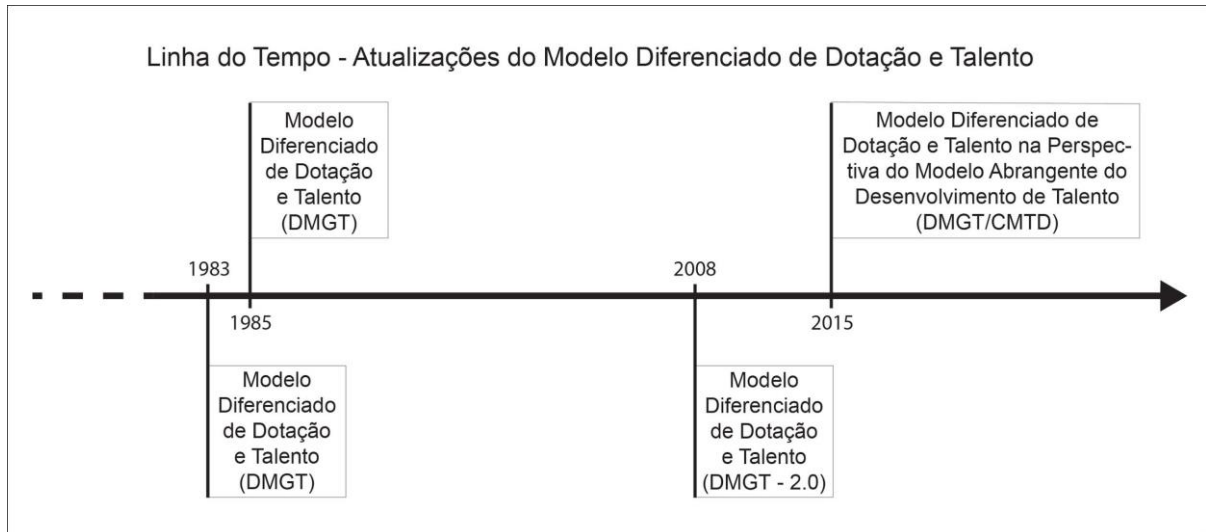 Linha do Tempo - Atualizações do Modelo Diferenciado de Dotação e Talento
Modelo
Diferenciado
de Dotação
e Talento
(DMGT)
Modelo Diferenciado de
Dotação e Talento na Perspec-
tiva do Modelo Abrangente do
Desenvolvimento de Talento
(DMGT/CMTD)
1983
2008
1985
2015
Modelo
Diferenciado
de Dotação
e Talento
(DMGT)
Modelo
Diferenciado
de Dotação
e Talento
(DMGT - 2.0)